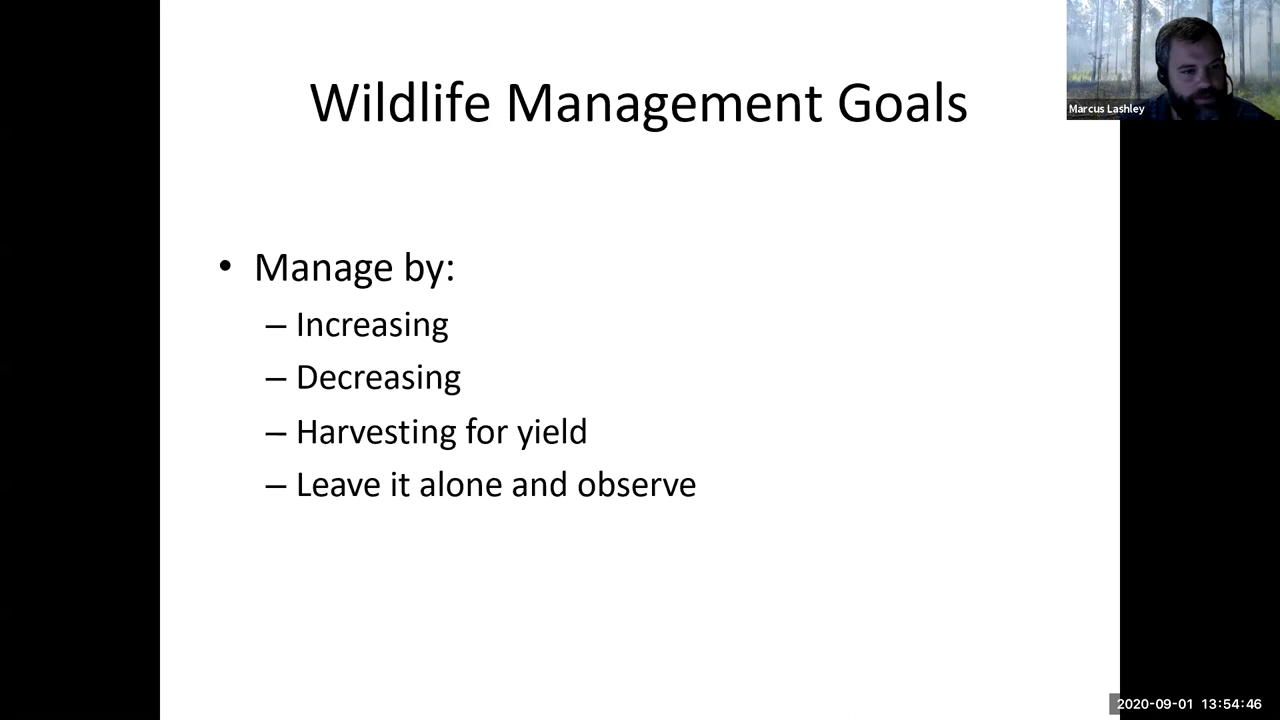 Wildlife Management Goals
Marcus Lashley
• Manage by:
– Increasing
– Decreasing
– Harvesting for yield
– Leave it alone and observe
2020-09-01 13:54:46